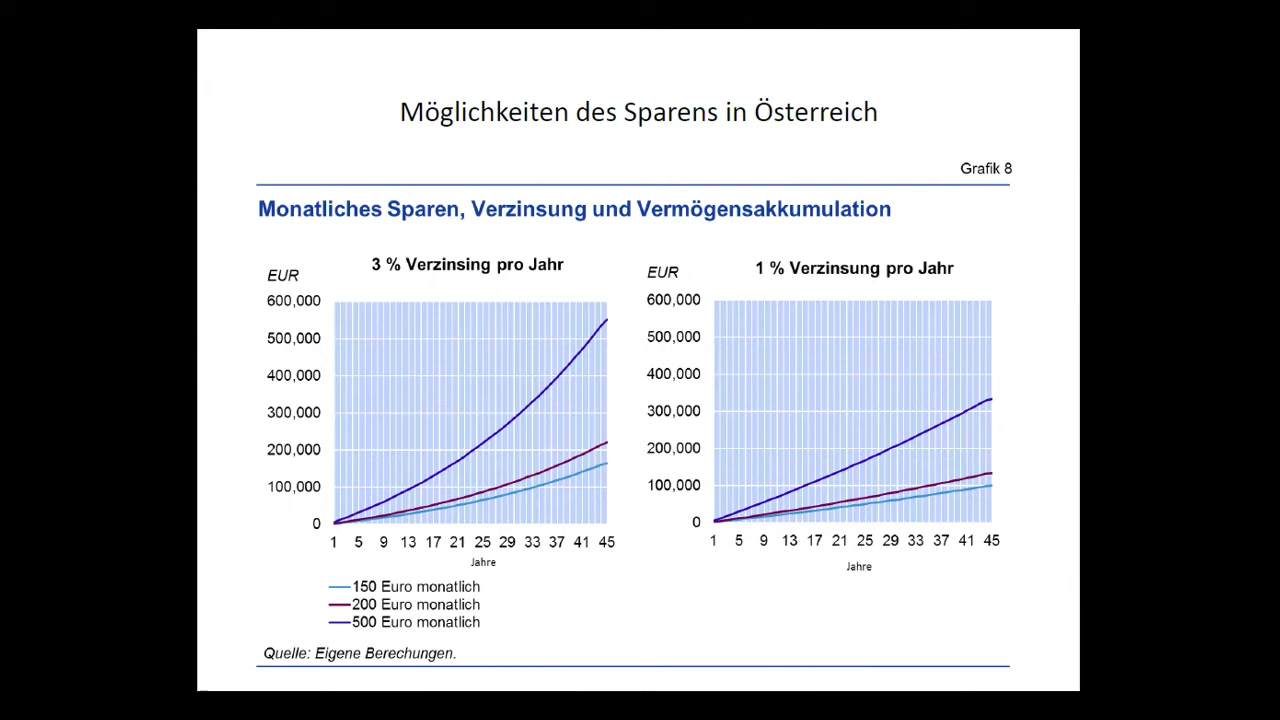 Möglichkeiten des Sparens in Österreich
Grafik 8
Monatliches Sparen, Verzinsung und Vermögensakkumulation
3 % Verzinsing pro Jahr
EUR
600,000
500,000
400,000
300,000
200,000
100,000
0
1 5 9 13 17 21 25 29 33 37 41 45
Jahre
150 Euro monatlich
200 Euro monatlich
500 Euro monatlich
1 % Verzinsung pro Jahr
EUR
600,000
500,000
400,000
300,000
200,000
100,000
0
1 5 9 13 17 21 25 29 33 37 41 45
Jahre
Quelle: Eigene Berechungen.